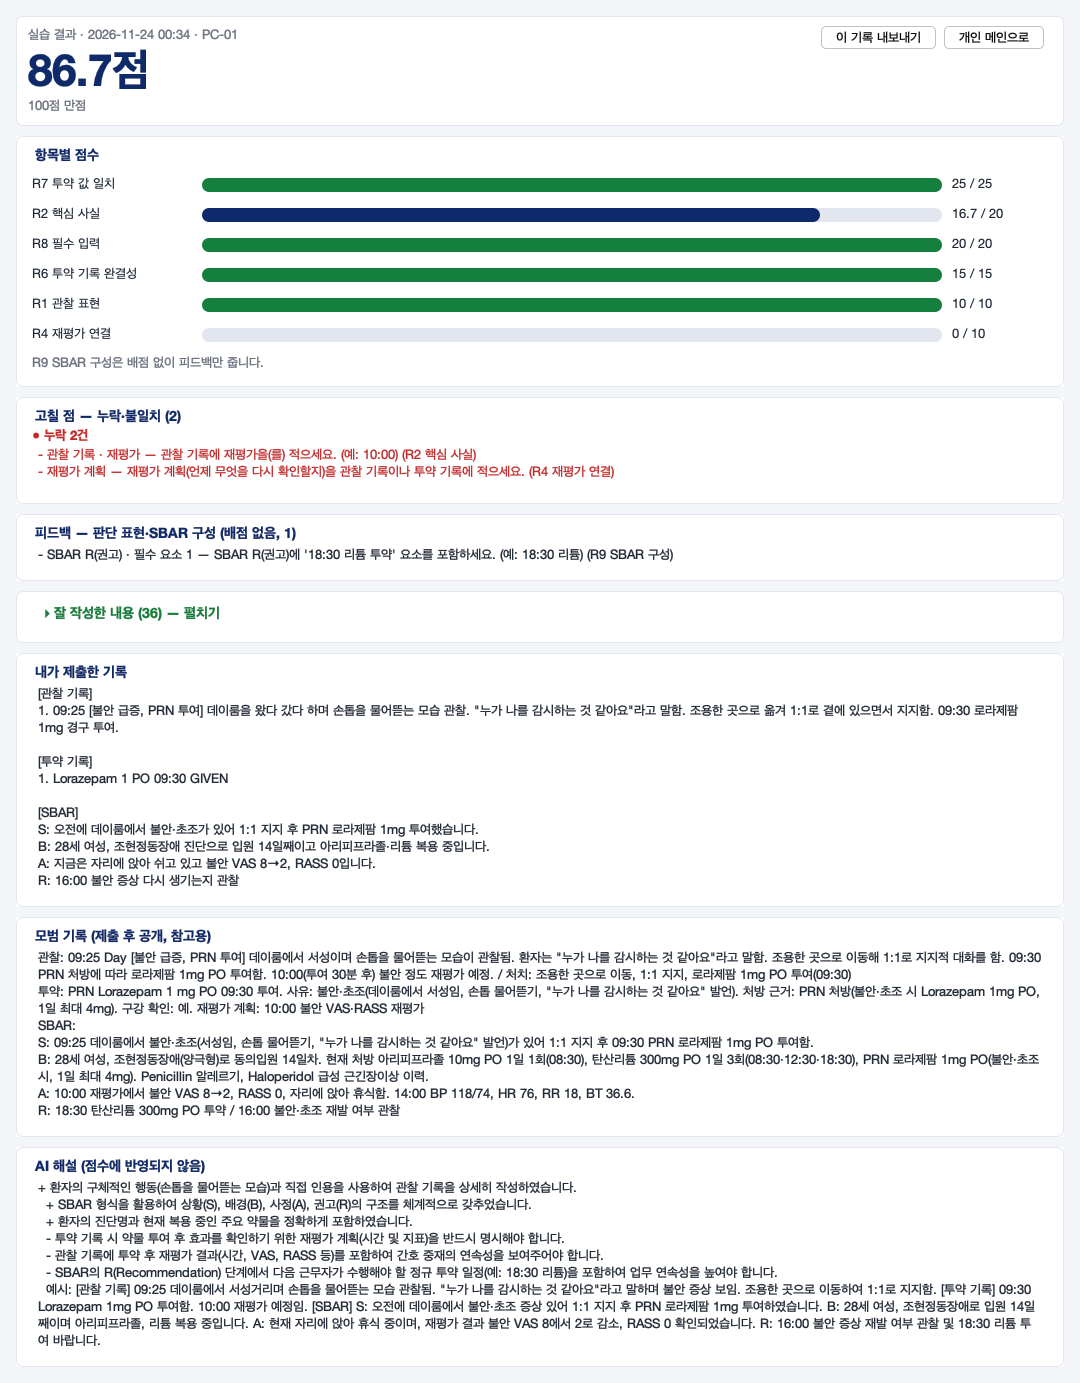 실습 결과 · 2026-11-24 00:34 · PC-01
이 기록 내보내기
개인 메인으로
86.7점
100점 만점
항목별 점수
R7 투약 값 일치 25 / 25
R2 핵심 사실 16.7 / 20
R8 필수 입력 20 / 20
R6 투약 기록 완결성 15 / 15
R1 관찰 표현 10 / 10
R4 재평가 연결 0 / 10
R9 SBAR 구성은 배점 없이 피드백만 줍니다.
고칠 점 — 누락·불일치 (2)
● 누락 2건
- 관찰 기록 · 재평가 — 관찰 기록에 재평가을(를) 적으세요. (예: 10:00) (R2 핵심 사실)
- 재평가 계획 — 재평가 계획(언제 무엇을 다시 확인할지)을 관찰 기록이나 투약 기록에 적으세요. (R4 재평가 연결)
피드백 — 판단 표현·SBAR 구성 (배점 없음, 1)
- SBAR R(권고) · 필수 요소 1 — SBAR R(권고)에 '18:30 리튬 투약' 요소를 포함하세요. (예: 18:30 리튬) (R9 SBAR 구성)
잘 작성한 내용 (36) — 펼치기
내가 제출한 기록
[관찰 기록]
1. 09:25 [불안 급증, PRN 투여] 데이룸을 왔다 갔다 하며 손톱을 물어뜯는 모습 관찰. "누가 나를 감시하는 것 같아요"라고 말함. 조용한 곳으로 옮겨 1:1로 곁에 있으면서 지지함. 09:30 로라제팜
1mg 경구 투여.
[투약 기록]
1. Lorazepam 1 PO 09:30 GIVEN
[SBAR]
S: 오전에 데이룸에서 불안·초조가 있어 1:1 지지 후 PRN 로라제팜 1mg 투여했습니다.
B: 28세 여성, 조현정동장애 진단으로 입원 14일째이고 아리피프라졸·리튬 복용 중입니다.
A: 지금은 자리에 앉아 쉬고 있고 불안 VAS 8→2, RASS 0입니다.
R: 16:00 불안 증상 다시 생기는지 관찰
모범 기록 (제출 후 공개, 참고용)
관찰: 09:25 Day [불안 급증, PRN 투여] 데이룸에서 서성이며 손톱을 물어뜯는 모습이 관찰됨. 환자는 "누가 나를 감시하는 것 같아요"라고 말함. 조용한 곳으로 이동해 1:1로 지지적 대화를 함. 09:30
PRN 처방에 따라 로라제팜 1mg PO 투여함. 10:00(투여 30분 후) 불안 정도 재평가 예정. / 처치: 조용한 곳으로 이동, 1:1 지지, 로라제팜 1mg PO 투여(09:30)
투약: PRN Lorazepam 1 mg PO 09:30 투여. 사유: 불안·초조(데이룸에서 서성임, 손톱 물어뜯기, "누가 나를 감시하는 것 같아요" 발언). 처방 근거: PRN 처방(불안·초조 시 Lorazepam 1mg PO,
1일 최대 4mg). 구강 확인: 예. 재평가 계획: 10:00 불안 VAS·RASS 재평가
SBAR:
S: 09:25 데이룸에서 불안·초조(서성임, 손톱 물어뜯기, "누가 나를 감시하는 것 같아요" 발언)가 있어 1:1 지지 후 09:30 PRN 로라제팜 1mg PO 투여함.
B: 28세 여성, 조현정동장애(양극형)로 동의입원 14일차. 현재 처방 아리피프라졸 10mg PO 1일 1회(08:30), 탄산리튬 300mg PO 1일 3회(08:30·12:30·18:30), PRN 로라제팜 1mg PO(불안·초조
시, 1일 최대 4mg). Penicillin 알레르기, Haloperidol 급성 근긴장이상 이력.
A: 10:00 재평가에서 불안 VAS 8→2, RASS 0, 자리에 앉아 휴식함. 14:00 BP 118/74, HR 76, RR 18, BT 36.6.
R: 18:30 탄산리튬 300mg PO 투약 / 16:00 불안·초조 재발 여부 관찰
AI 해설 (점수에 반영되지 않음)
+ 환자의 구체적인 행동(손톱을 물어뜯는 모습)과 직접 인용을 사용하여 관찰 기록을 상세히 작성하였습니다.
+ SBAR 형식을 활용하여 상황(S), 배경(B), 사정(A), 권고(R)의 구조를 체계적으로 갖추었습니다.
+ 환자의 진단명과 현재 복용 중인 주요 약물을 정확하게 포함하였습니다.
- 투약 기록 시 약물 투여 후 효과를 확인하기 위한 재평가 계획(시간 및 지표)을 반드시 명시해야 합니다.
- 관찰 기록에 투약 후 재평가 결과(시간, VAS, RASS 등)를 포함하여 간호 중재의 연속성을 보여주어야 합니다.
- SBAR의 R(Recommendation) 단계에서 다음 근무자가 수행해야 할 정규 투약 일정(예: 18:30 리튬)을 포함하여 업무 연속성을 높여야 합니다.
예시: [관찰 기록] 09:25 데이룸에서 서성거리며 손톱을 물어뜯는 모습 관찰됨. "누가 나를 감시하는 것 같아요"라고 말하며 불안 증상 보임. 조용한 곳으로 이동하여 1:1로 지지함. [투약 기록] 09:30
Lorazepam 1mg PO 투여함. 10:00 재평가 예정임. [SBAR] S: 오전에 데이룸에서 불안·초조 증상 있어 1:1 지지 후 PRN 로라제팜 1mg 투여하였습니다. B: 28세 여성, 조현정동장애로 입원 14일
째이며 아리피프라졸, 리튬 복용 중입니다. A: 현재 자리에 앉아 휴식 중이며, 재평가 결과 불안 VAS 8에서 2로 감소, RASS 0 확인되었습니다. R: 16:00 불안 증상 재발 여부 관찰 및 18:30 리튬 투
여 바랍니다.